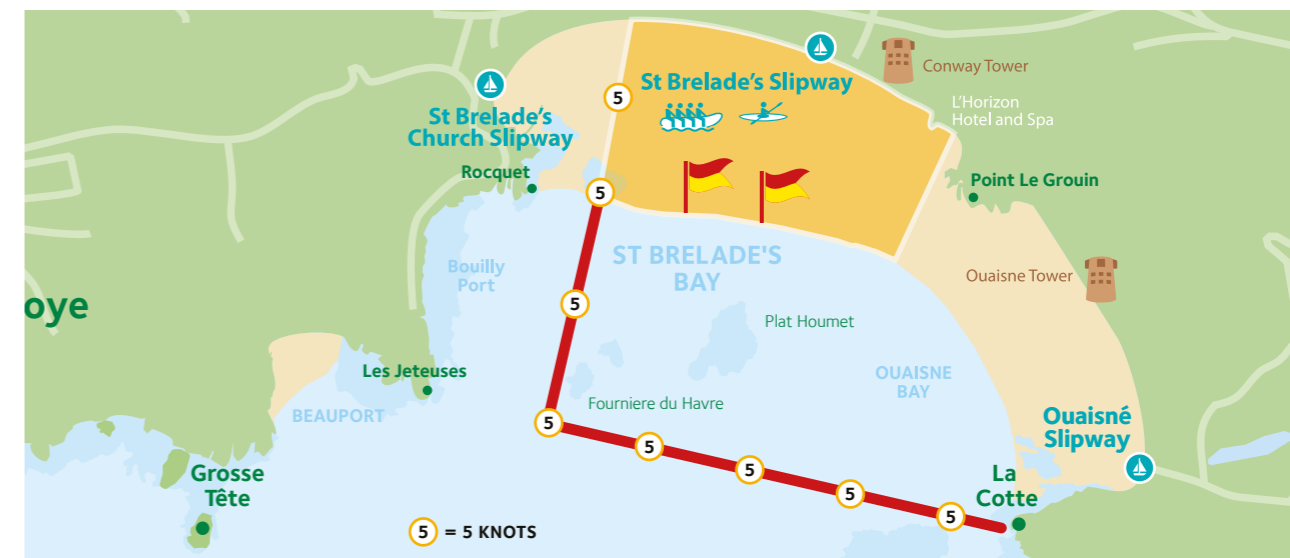 Conway Tower
St Brelade's Slipway
5
L'Horizon
Hotel and Spa
St Brelade's
Church Slipway
Rocquet
5
Point Le Grouin
ST BRELADE'S
BAY
Bouilly
Port
Ouaisne Tower
oye
5
Plat Houmet
Les Jeteuses
OUAISNE
BAY
BEAUPORT
Fourniere du Havre
5
Ouaisné
Slipway
5
5
5
5
Grosse
Tête
La
Cotte
5 = 5 KNOTS